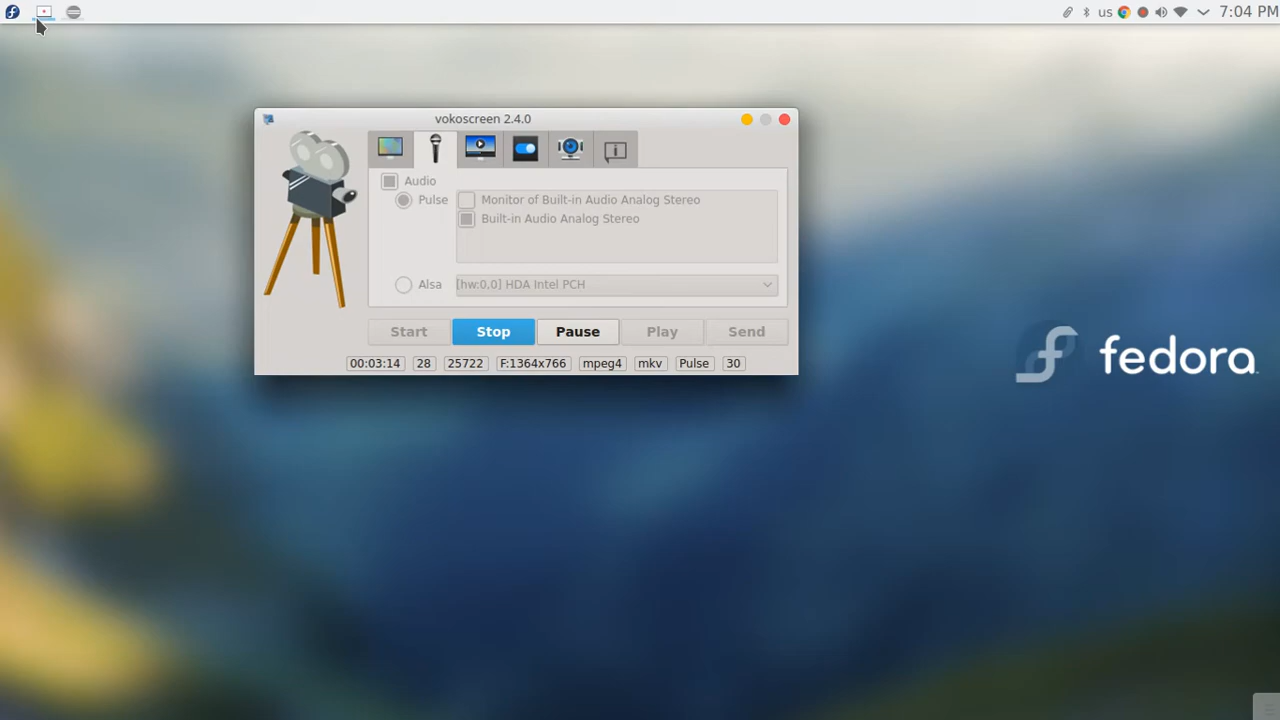 us 7:04 PM
vokoscreen 2.4.0
Audio
Pulse
Monitor of Built-in Audio Analog Stereo
Built-in Audio Analog Stereo
Alsa [hw:0,0] HDA Intel PCH
Start Stop Pause Play Send
00:03:14 28 25722 F:1364x766 mpeg4 mkv Pulse 30
fedora